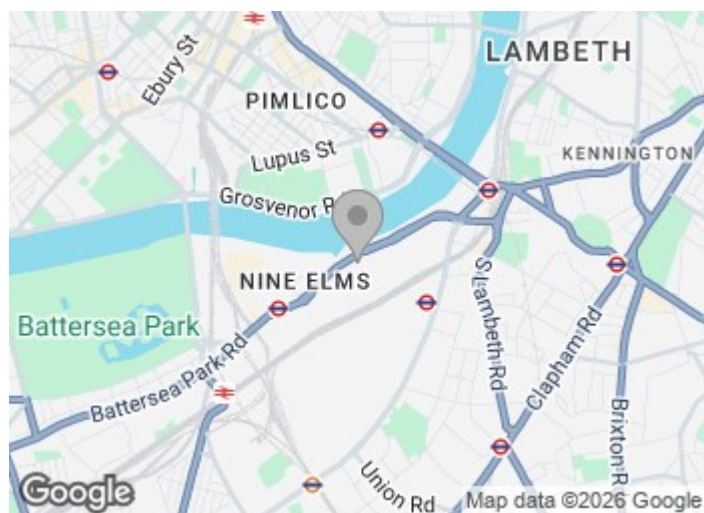 Ebury St
LAMBETH
PIMLICO
Lupus St
KENNINGTON
Grosvenor R
NINE ELMS
S Lambeth Rd
Battersea Park
Clapham Rd
Battersea Park Rd
Brixton R
Union Rd
Google
Map data ©2026 Google